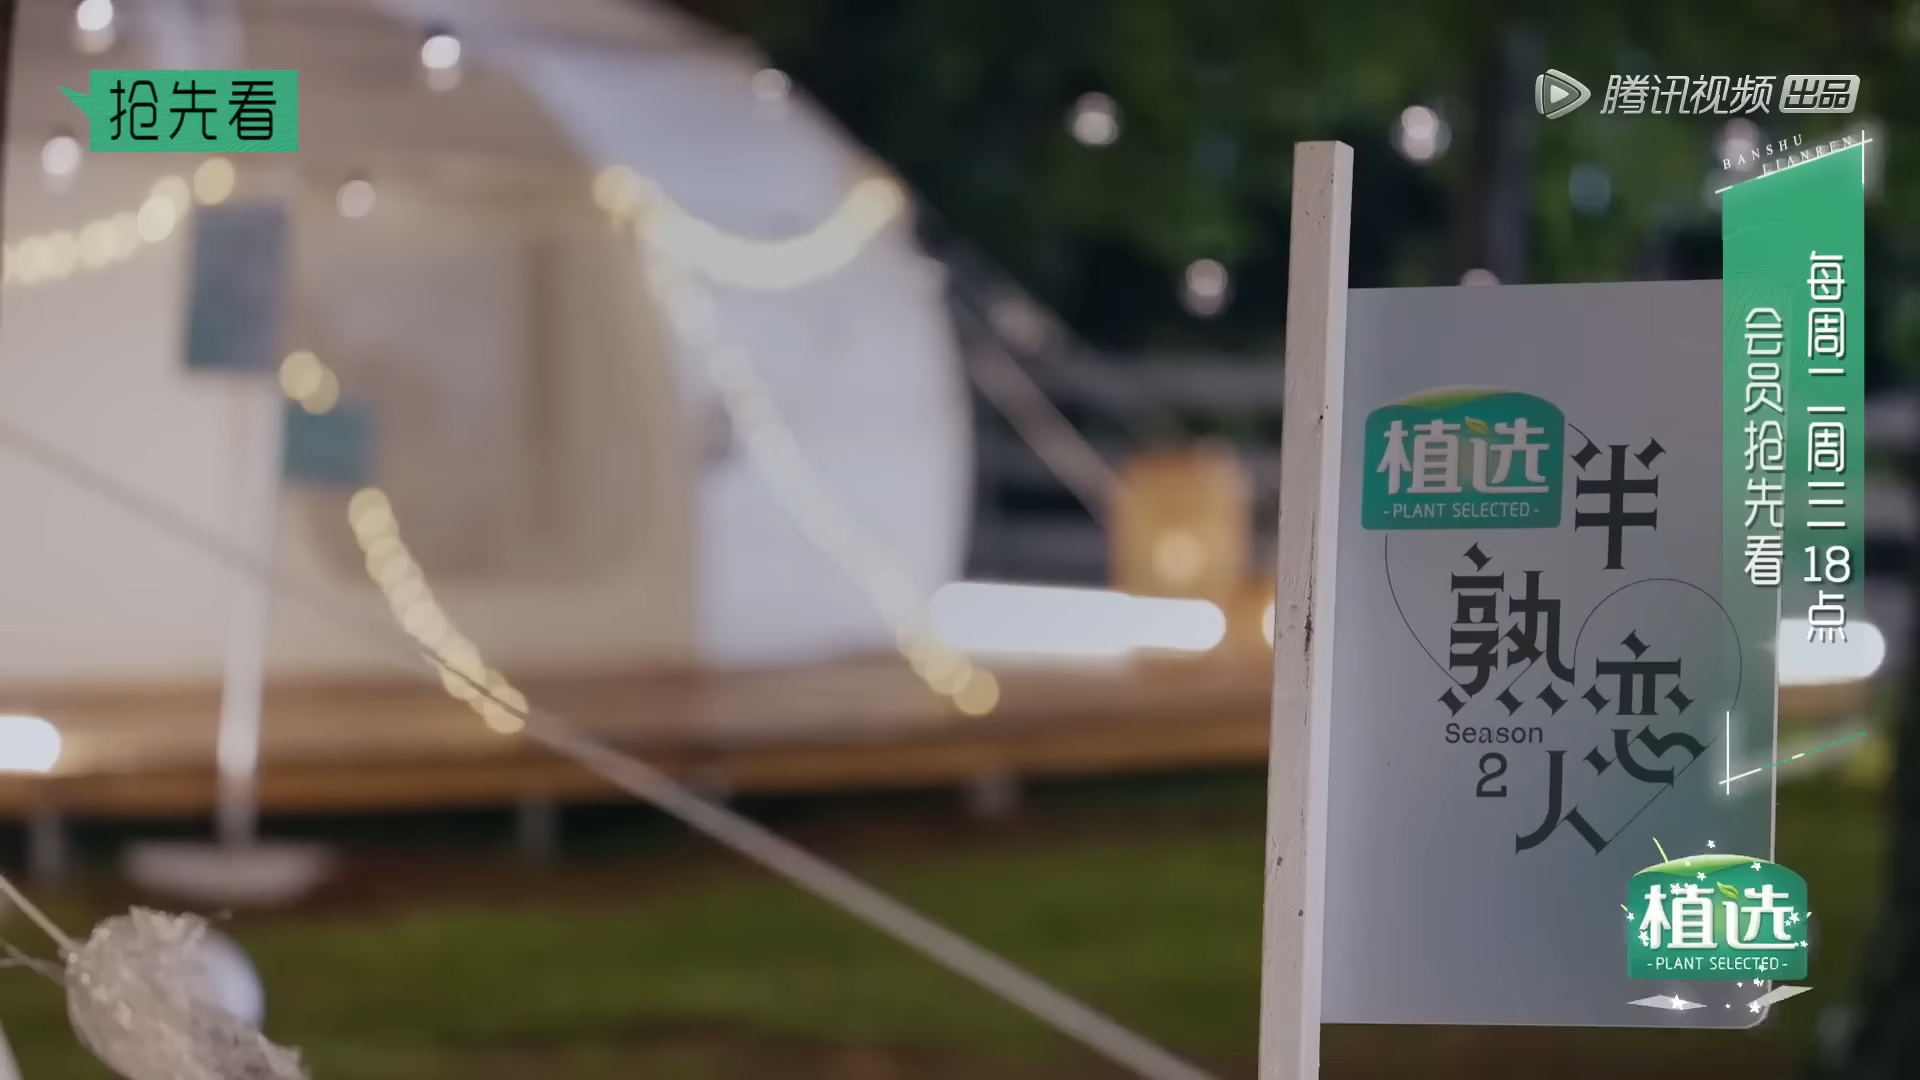 抢先看
腾讯视频 出品
BANSHU
LIANREN
每周二 周三 18点
会员抢先看
植选
-PLANT SELECTED-
半
熟
恋
人
Season
2
植选
-PLANT SELECTED-